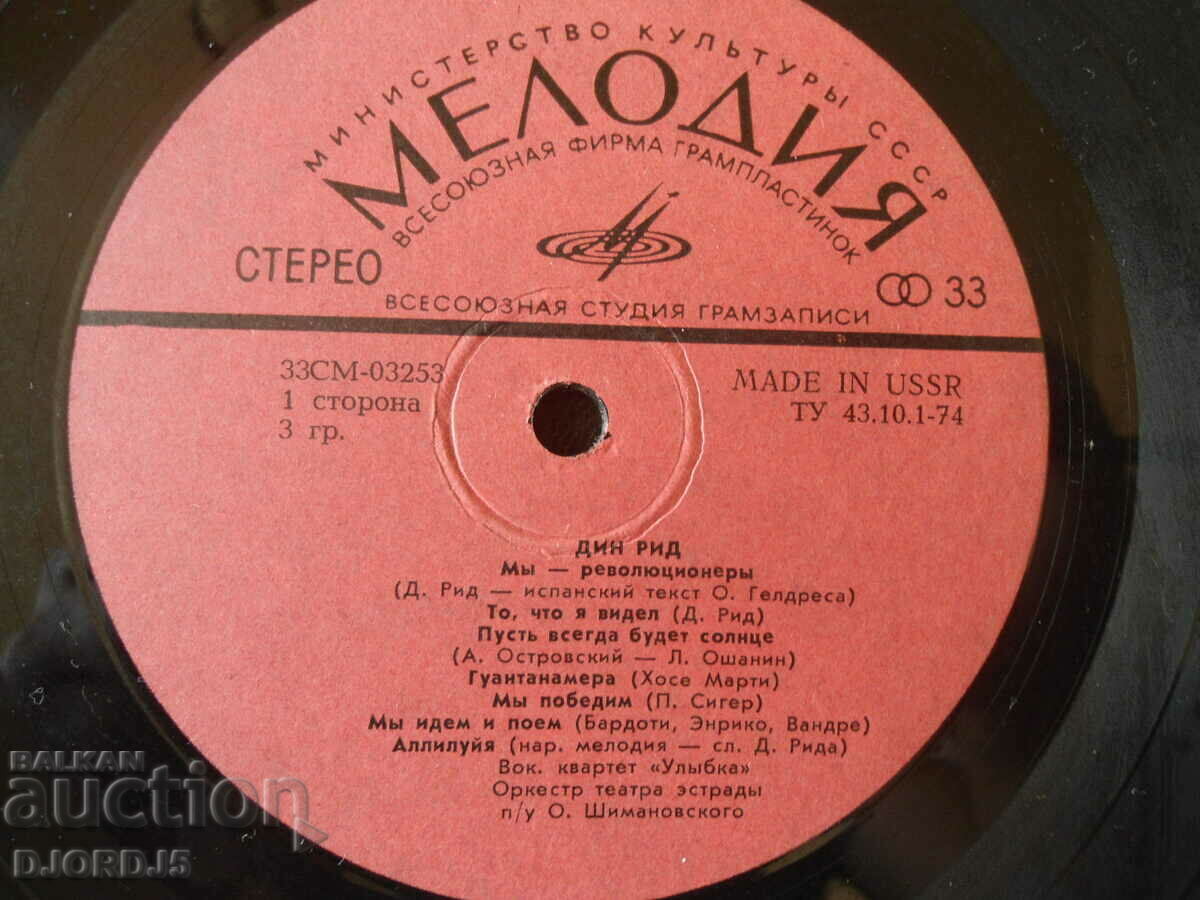 МИНИСТЕРСТВО КУЛЬТУРЫ СССР
МЕЛОДИЯ
ВСЕСОЮЗНАЯ ФИРМА ГРАМПЛАСТИНОК
СТЕРЕО
33
ВСЕСОЮЗНАЯ СТУДИЯ ГРАМЗАПИСИ
33СМ-03253
1 сторона
3 гр.
MADE IN USSR
ТУ 43.10.1-74
ДИН РИД
Мы — революционеры
(Д. Рид — испанский текст О. Гелдреса)
То, что я видел (Д. Рид)
Пусть всегда будет солнце
(А. Островский — Л. Ошанин)
Гуантанамера (Хосе Марти)
Мы победим (П. Сигер)
Мы идем и поем (Бардоти, Энрико, Вандре)
Аллилуйя (нар. мелодия — сл. Д. Рида)
Вок. квартет «Улыбка»
Оркестр театра эстрады
п/у О. Шимановского
BALKAN
auction
DJORDJ5